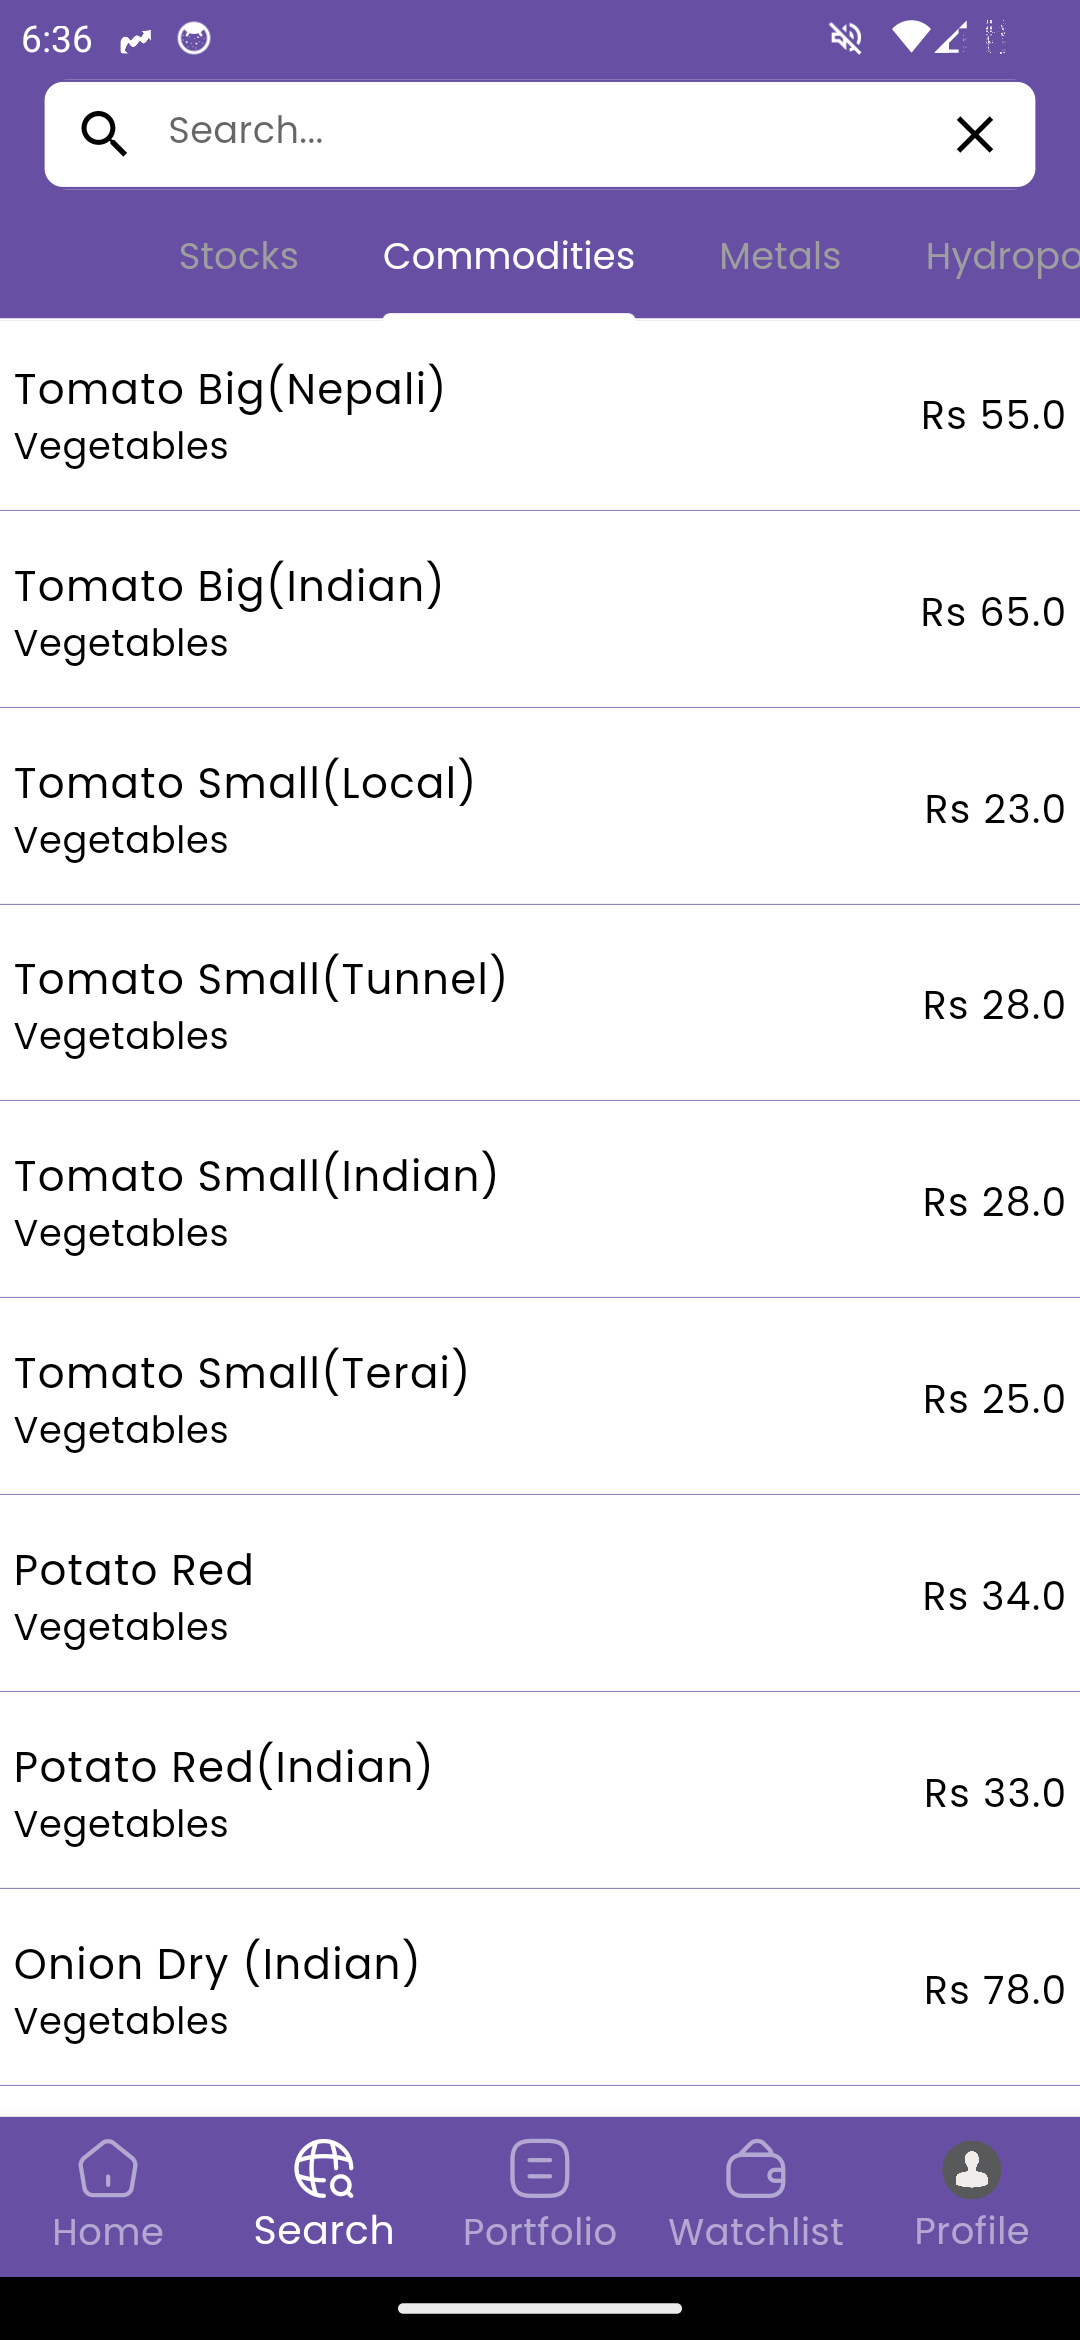 6:36
Search...
Stocks Commodities Metals Hydropo
Tomato Big(Nepali)
Vegetables
Rs 55.0
Tomato Big(Indian)
Vegetables
Rs 65.0
Tomato Small(Local)
Vegetables
Rs 23.0
Tomato Small(Tunnel)
Vegetables
Rs 28.0
Tomato Small(Indian)
Vegetables
Rs 28.0
Tomato Small(Terai)
Vegetables
Rs 25.0
Potato Red
Vegetables
Rs 34.0
Potato Red(Indian)
Vegetables
Rs 33.0
Onion Dry (Indian)
Vegetables
Rs 78.0
Home Search Portfolio Watchlist Profile